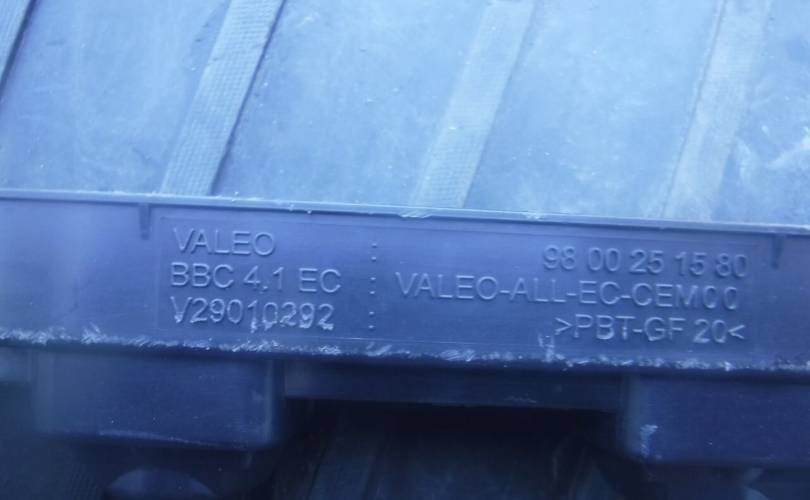 VALEO : 98 00 25 15 80
BBC 4.1 EC : VALEO-ALL-EC-CEM00
V29010292 : >PBT-GF 20<